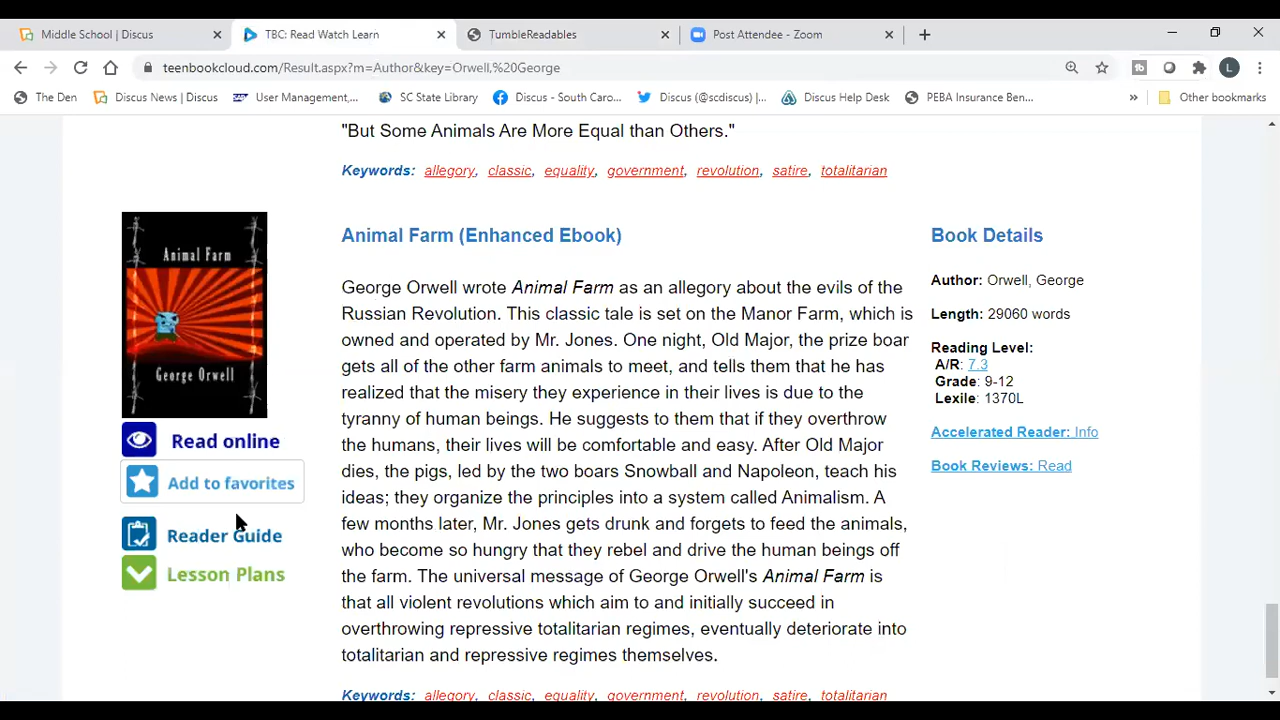 Middle School | Discus
TBC: Read Watch Learn
TumbleReadables
Post Attendee - Zoom
teenbookcloud.com/Result.aspx?m=Author&key=Orwell,%20George
L
The Den
Discus News | Discus
User Management,...
SC State Library
Discus - South Caro...
Discus (@scdiscus) |...
Discus Help Desk
PEBA Insurance Ben...
»
Other bookmarks
"But Some Animals Are More Equal than Others."
Keywords: allegory, classic, equality, government, revolution, satire, totalitarian
Animal Farm
George Orwell
Read online
Add to favorites
Reader Guide
Lesson Plans
Animal Farm (Enhanced Ebook)
George Orwell wrote Animal Farm as an allegory about the evils of the
Russian Revolution. This classic tale is set on the Manor Farm, which is
owned and operated by Mr. Jones. One night, Old Major, the prize boar
gets all of the other farm animals to meet, and tells them that he has
realized that the misery they experience in their lives is due to the
tyranny of human beings. He suggests to them that if they overthrow
the humans, their lives will be comfortable and easy. After Old Major
dies, the pigs, led by the two boars Snowball and Napoleon, teach his
ideas; they organize the principles into a system called Animalism. A
few months later, Mr. Jones gets drunk and forgets to feed the animals,
who become so hungry that they rebel and drive the human beings off
the farm. The universal message of George Orwell's Animal Farm is
that all violent revolutions which aim to and initially succeed in
overthrowing repressive totalitarian regimes, eventually deteriorate into
totalitarian and repressive regimes themselves.
Keywords: allegory, classic, equality, government, revolution, satire, totalitarian
Book Details
Author: Orwell, George
Length: 29060 words
Reading Level:
A/R: 7.3
Grade: 9-12
Lexile: 1370L
Accelerated Reader: Info
Book Reviews: Read